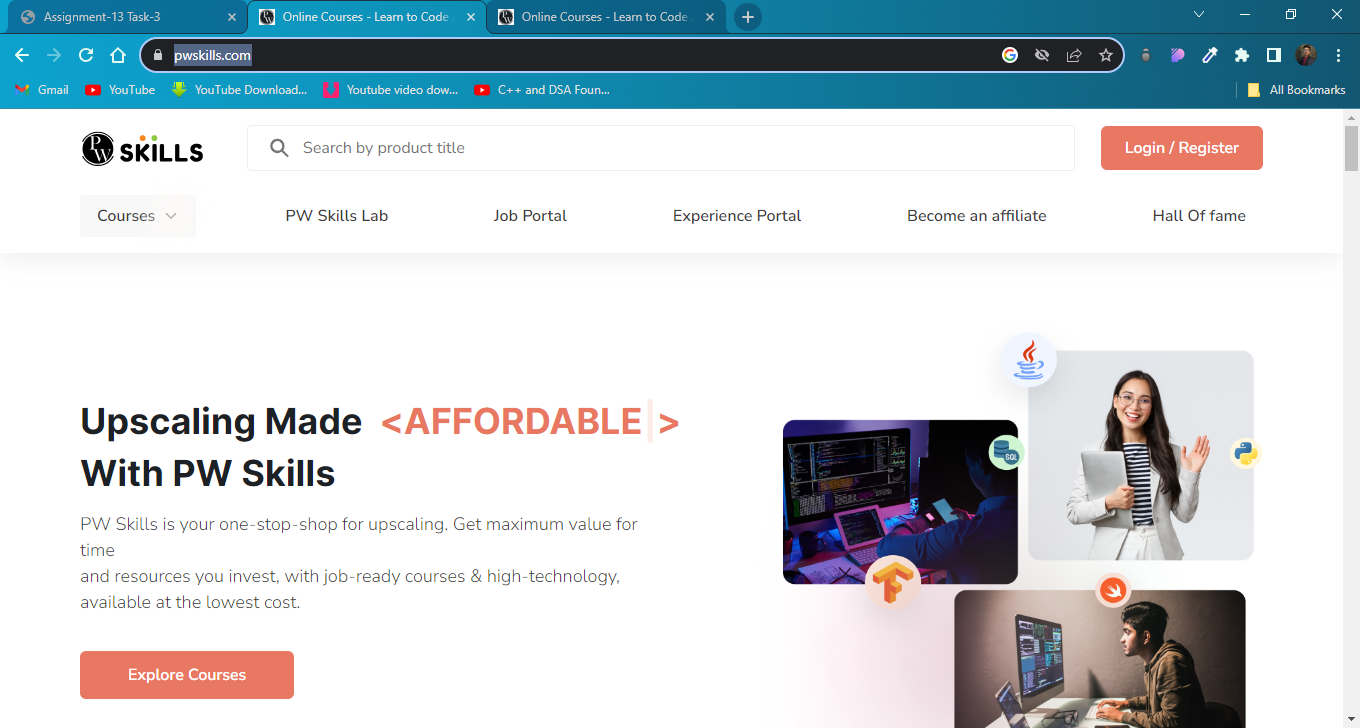 Assignment-13 Task-3
Online Courses - Learn to Code
Online Courses - Learn to Code
pwskills.com
Gmail
YouTube
YouTube Download...
Youtube video dow...
C++ and DSA Foun...
All Bookmarks
PW SKILLS
Search by product title
Login / Register
Courses
PW Skills Lab
Job Portal
Experience Portal
Become an affiliate
Hall Of fame
Upscaling Made <AFFORDABLE >
With PW Skills
PW Skills is your one-stop-shop for upscaling. Get maximum value for
time
and resources you invest, with job-ready courses & high-technology,
available at the lowest cost.
Explore Courses
SQL